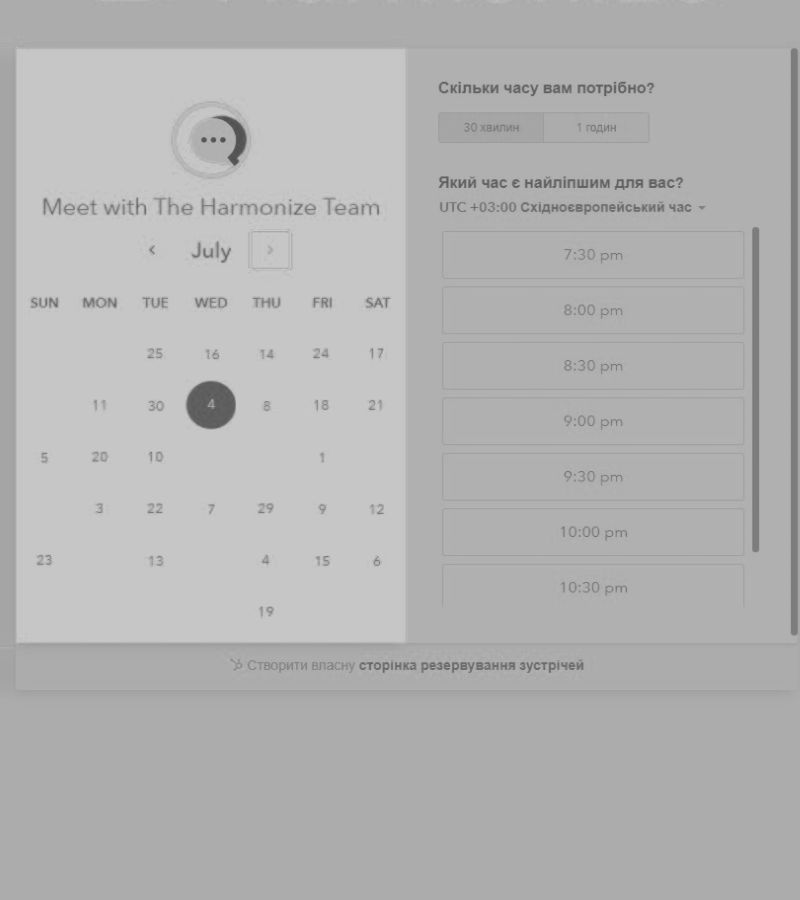 Meet with The Harmonize Team
July
SUN MON TUE WED THU FRI SAT
25 16 14 24 17
11 30 4 8 18 21
5 20 10 1
3 22 7 29 9 12
23 13 4 15 6
19
Скільки часу вам потрібно?
30 хвилин 1 годин
Який час є найліпшим для вас?
UTC +03:00 Східноєвропейський час
7:30 pm
8:00 pm
8:30 pm
9:00 pm
9:30 pm
10:00 pm
10:30 pm
Створити власну сторінка резервування зустрічей